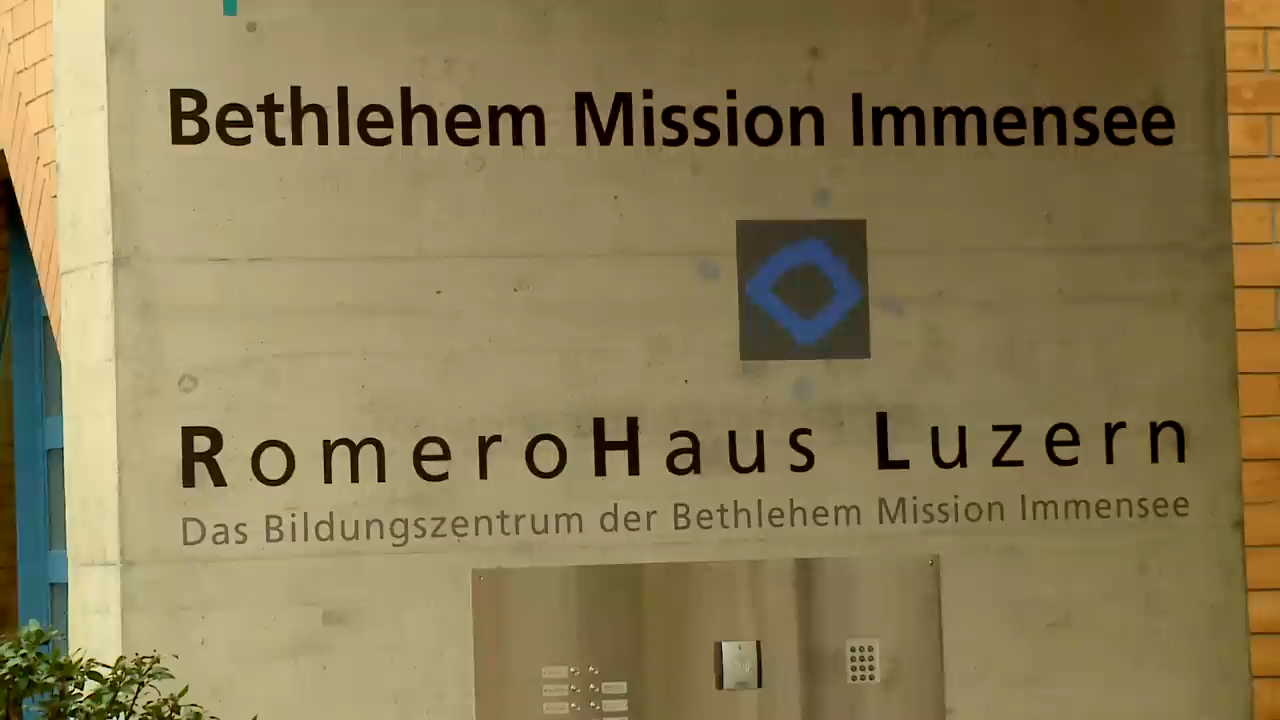 Bethlehem Mission Immensee
RomeroHaus Luzern
Das Bildungszentrum der Bethlehem Mission Immensee